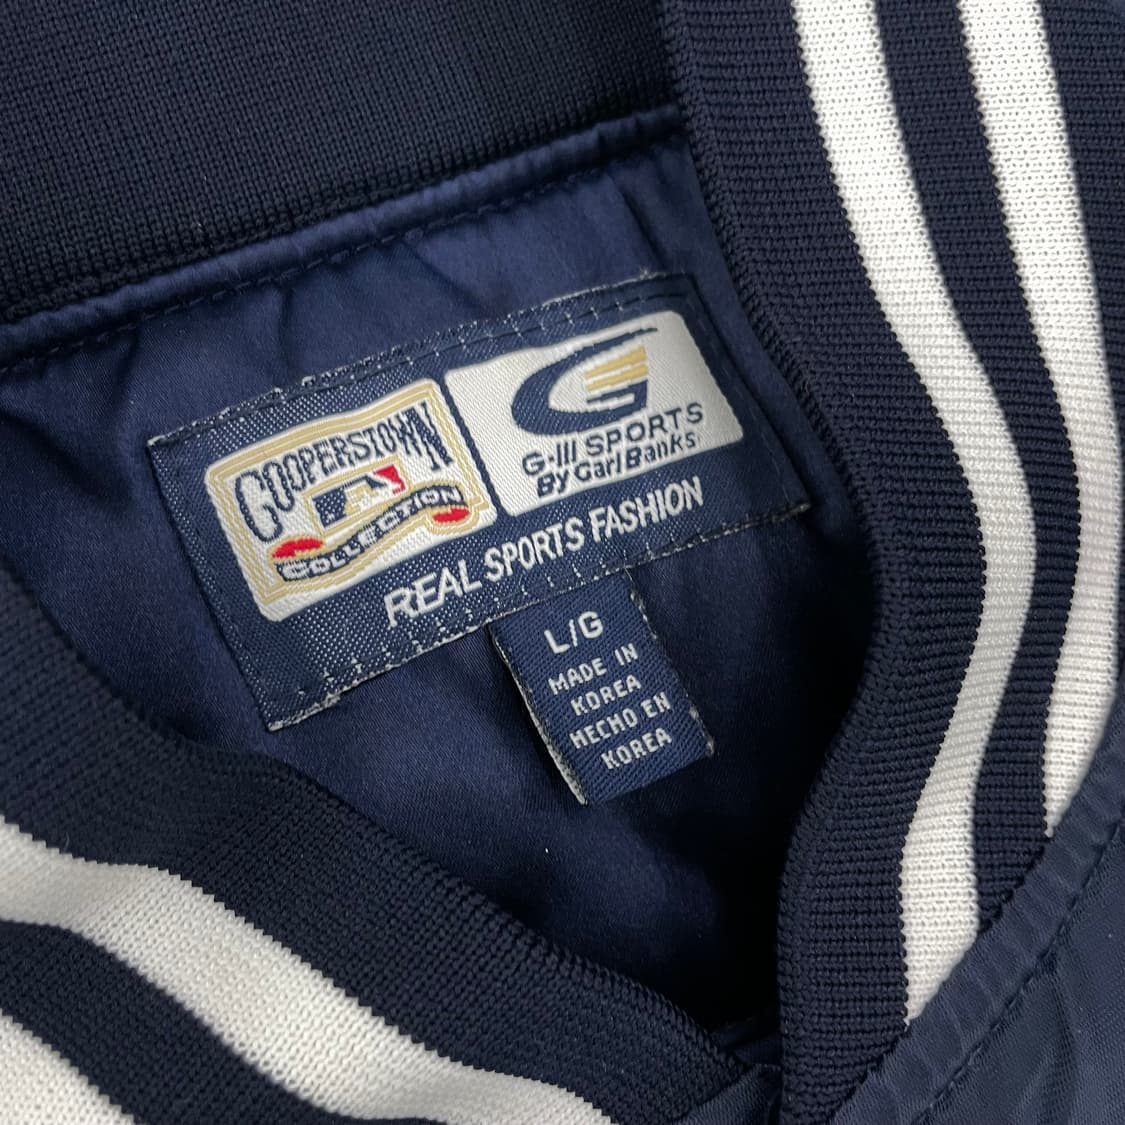 COOPERSTOWN
COLLECTION
G-III SPORTS
By Carl Banks
REAL SPORTS FASHION
L/G
MADE IN
KOREA
HECHO EN
KOREA